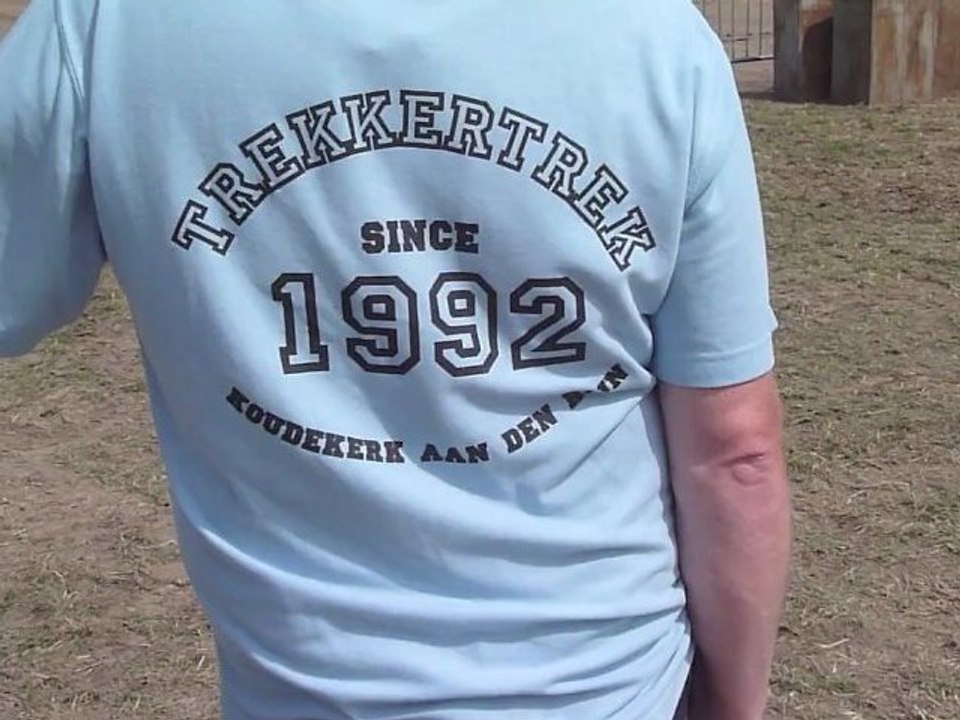 TREKKERTREK
SINCE
1992
KOUDEKERK AAN DEN